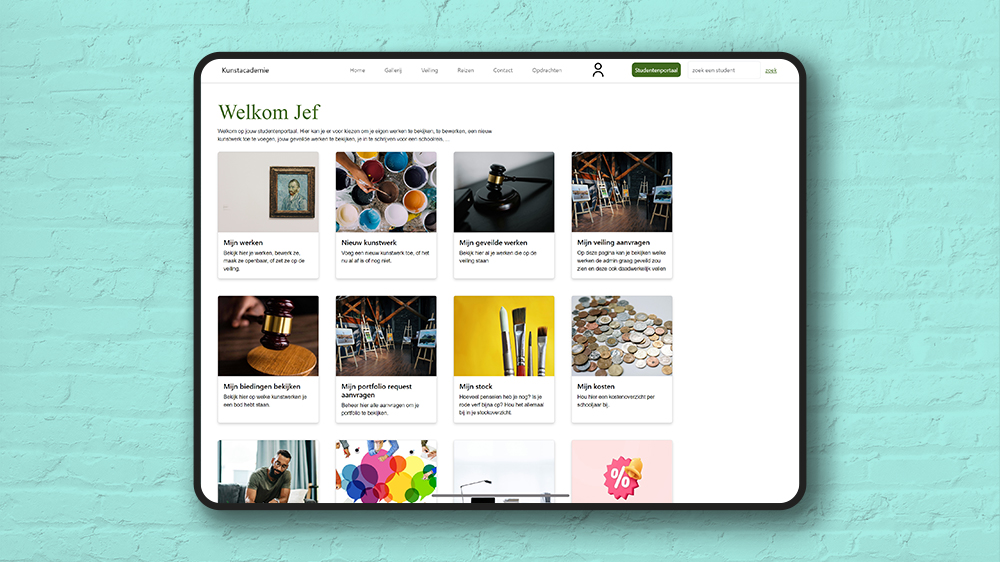 Kunstacademie Home Gallerij Veiling Reizen Contact Opdrachten Studentenportaal zoek een student zoek
Welkom Jef
Welkom op jouw studentenportaal. Hier kan je er voor kiezen om je eigen werken te bekijken, te bewerken, een nieuw
kunstwerk toe te voegen, jouw geveilde werken te bekijken, je in te schrijven voor een schoolreis, ...
Mijn werken
Bekijk hier je werken, bewerk ze,
maak ze openbaar, of zet ze op de
veiling.
Nieuw kunstwerk
Voeg een nieuw kunstwerk toe, of het
nu al af is of nog niet.
Mijn geveilde werken
Bekijk hier al je werken die op de
veiling staan
Mijn veiling aanvragen
Op deze pagina kan je bekijken welke
werken de admin graag geveild zou
zien en deze ook daadwerkelijk veilen
Mijn biedingen bekijken
Bekijk hier op welke kunstwerken je
een bod hebt staan.
Mijn portfolio request
aanvragen
Beheer hier alle aanvragen om je
portfolio te bekijken.
Mijn stock
Hoeveel penselen heb je nog? Is je
rode verf bijna op? Hou het allemaal
bij in je stockoverzicht.
Mijn kosten
Hou hier een kostenoverzicht per
schooljaar bij.
%